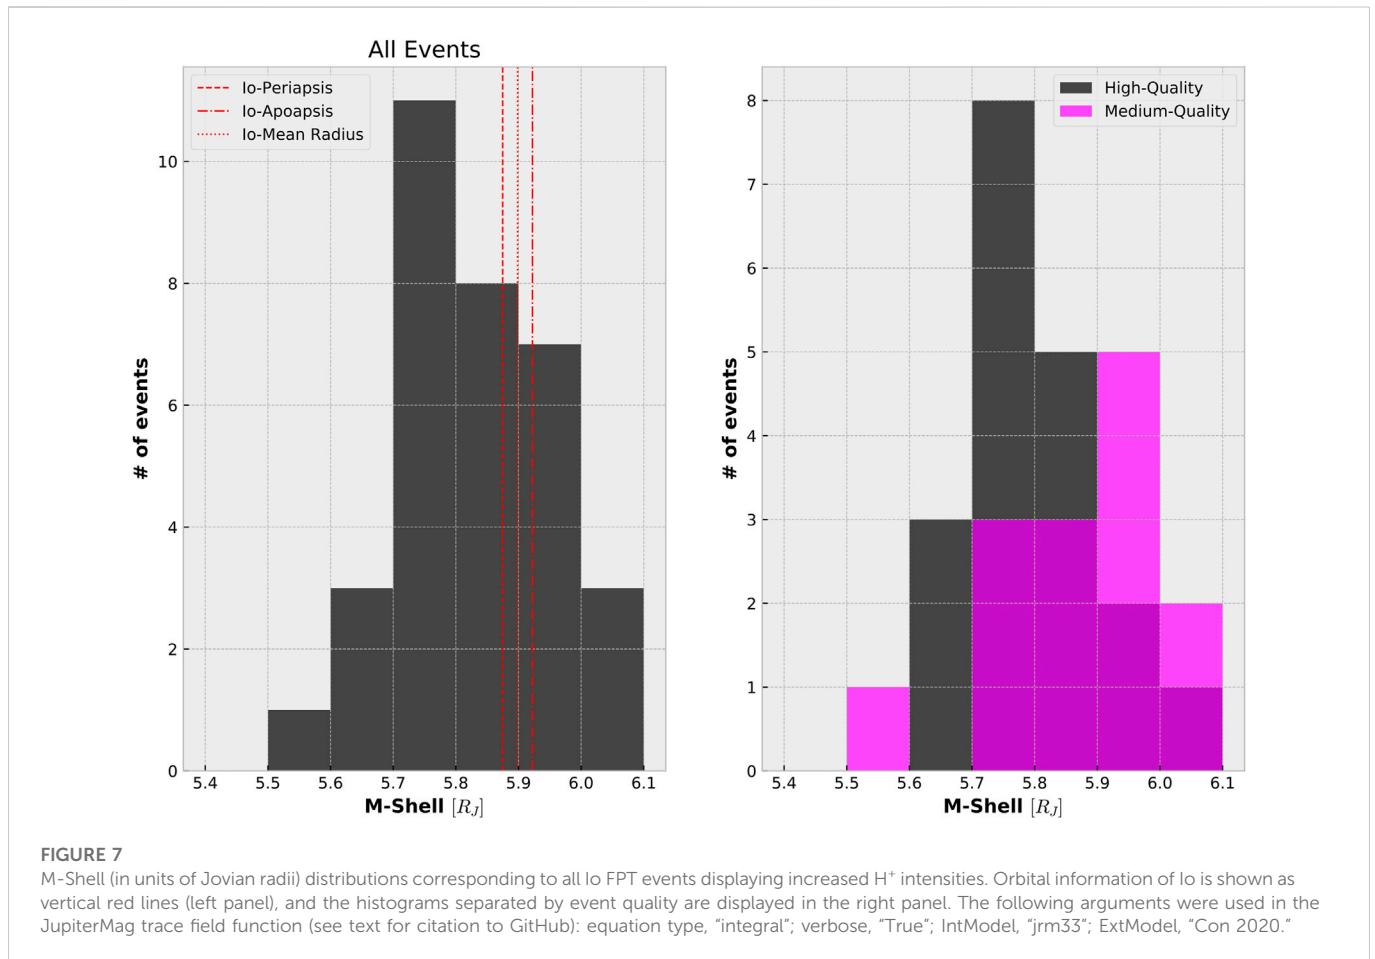 All Events
Io-Periapsis
Io-Apoapsis
Io-Mean Radius
10
8
6
4
2
0
# of events
5.4 5.5 5.6 5.7 5.8 5.9 6.0 6.1
M-Shell [R_J]
High-Quality
Medium-Quality
8
7
6
5
4
3
2
1
0
# of events
5.4 5.5 5.6 5.7 5.8 5.9 6.0 6.1
M-Shell [R_J]
FIGURE 7
M-Shell (in units of Jovian radii) distributions corresponding to all Io FPT events displaying increased H⁺ intensities. Orbital information of Io is shown as
vertical red lines (left panel), and the histograms separated by event quality are displayed in the right panel. The following arguments were used in the
JupiterMag trace field function (see text for citation to GitHub): equation type, “integral”; verbose, “True”; IntModel, “jrm33”; ExtModel, “Con 2020.”